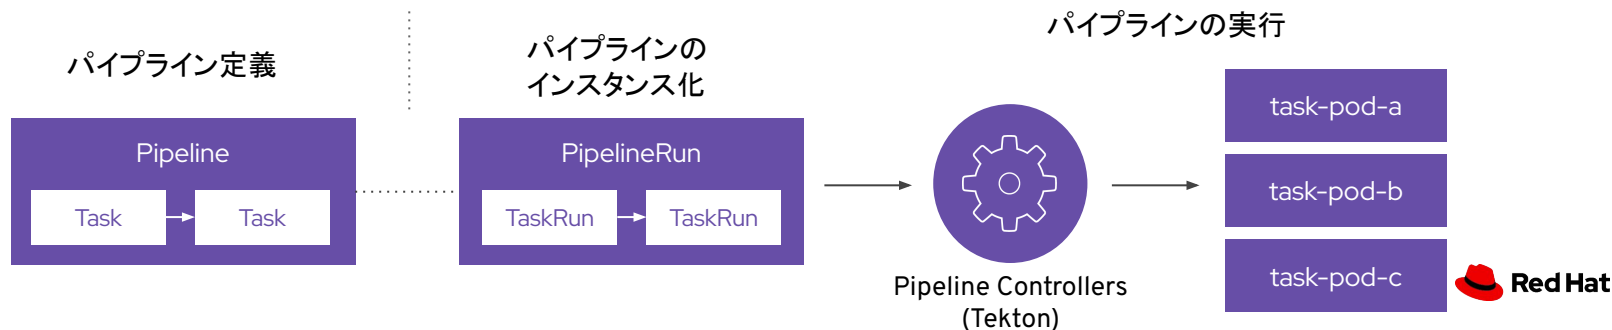 パイプライン定義
Pipeline
Task
Task
パイプラインの
インスタンス化
PipelineRun
TaskRun
TaskRun
パイプラインの実行
Pipeline Controllers
(Tekton)
task-pod-a
task-pod-b
task-pod-c
Red Hat